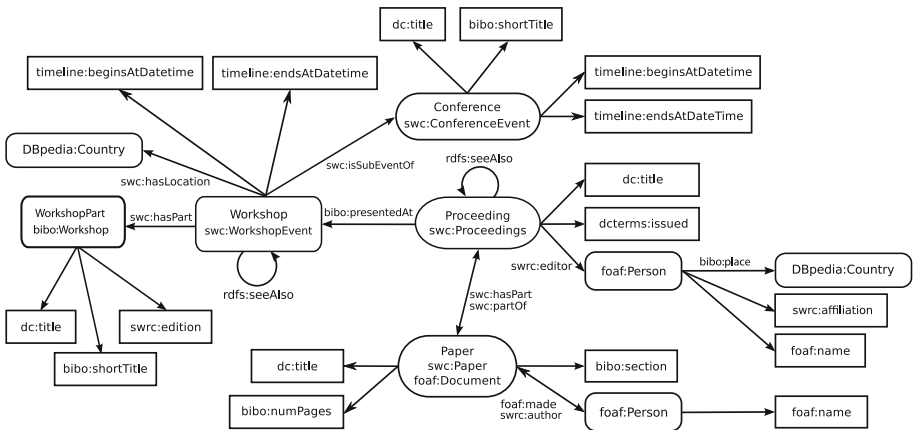 dc:title
bibo:shortTitle
timeline:beginsAtDatetime
timeline:endsAtDatetime
timeline:beginsAtDatetime
Conference
swc:ConferenceEvent
timeline:endsAtDateTime
DBpedia:Country
swc:isSubEventOf
rdfs:seeAlso
swc:hasLocation
dc:title
WorkshopPart
bibo:Workshop
swc:hasPart
Workshop
swc:WorkshopEvent
bibo:presentedAt
Proceeding
swc:Proceedings
dcterms:issued
swrc:editor
foaf:Person
bibo:place
DBpedia:Country
rdfs:seeAlso
swc:hasPart
swc:partOf
swrc:affiliation
dc:title
swrc:edition
foaf:name
bibo:shortTitle
dc:title
Paper
swc:Paper
foaf:Document
bibo:section
bibo:numPages
foaf:made
swrc:author
foaf:Person
foaf:name